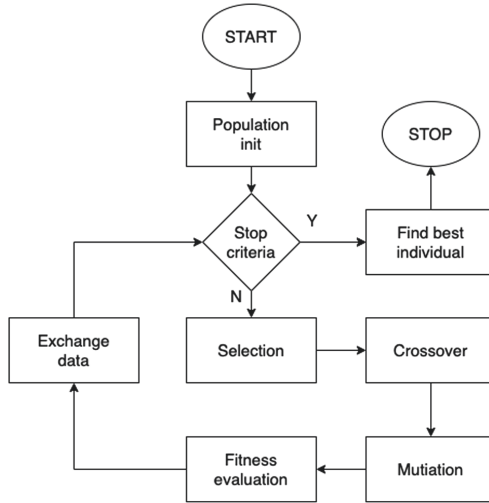 START
Population
init
STOP
Y
Stop
criteria
Find best
individual
N
Exchange
data
Selection
Crossover
Fitness
evaluation
Mutiation